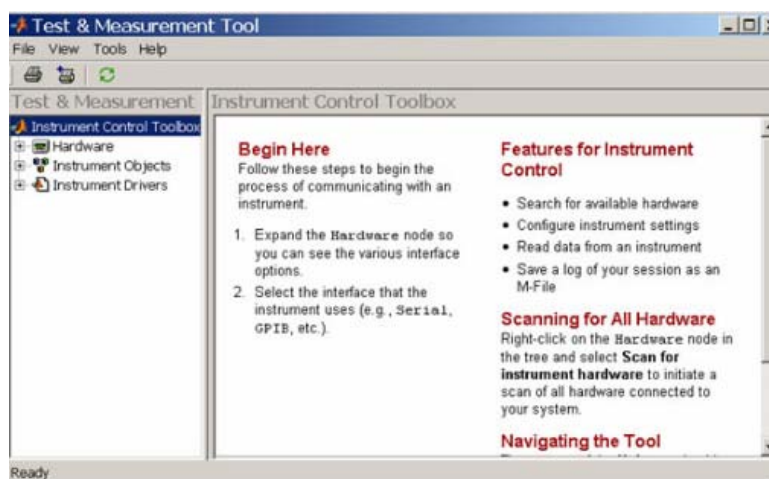 Test & Measurement Tool
File View Tools Help
Test & Measurement
Instrument Control Toolbox
Instrument Control Toolbox
Hardware
Instrument Objects
Instrument Drivers
Begin Here
Follow these steps to begin the
process of communicating with an
instrument.
1. Expand the Hardware node so
you can see the various interface
options.
2. Select the interface that the
instrument uses (e.g., Serial,
GPIB, etc.).
Features for Instrument
Control
• Search for available hardware
• Configure instrument settings
• Read data from an instrument
• Save a log of your session as an
M-File
Scanning for All Hardware
Right-click on the Hardware node in
the tree and select Scan for
instrument hardware to initiate a
scan of all hardware connected to
your system.
Navigating the Tool
Ready